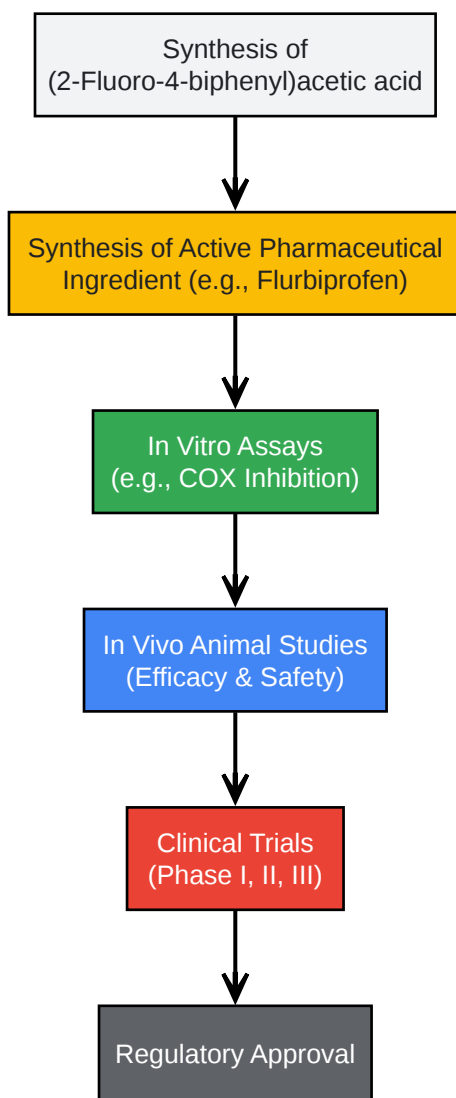 Synthesis of
(2-Fluoro-4-biphenyl)acetic acid
Synthesis of Active Pharmaceutical
Ingredient (e.g., Flurbiprofen)
In Vitro Assays
(e.g., COX Inhibition)
In Vivo Animal Studies
(Efficacy & Safety)
Clinical Trials
(Phase I, II, III)
Regulatory Approval